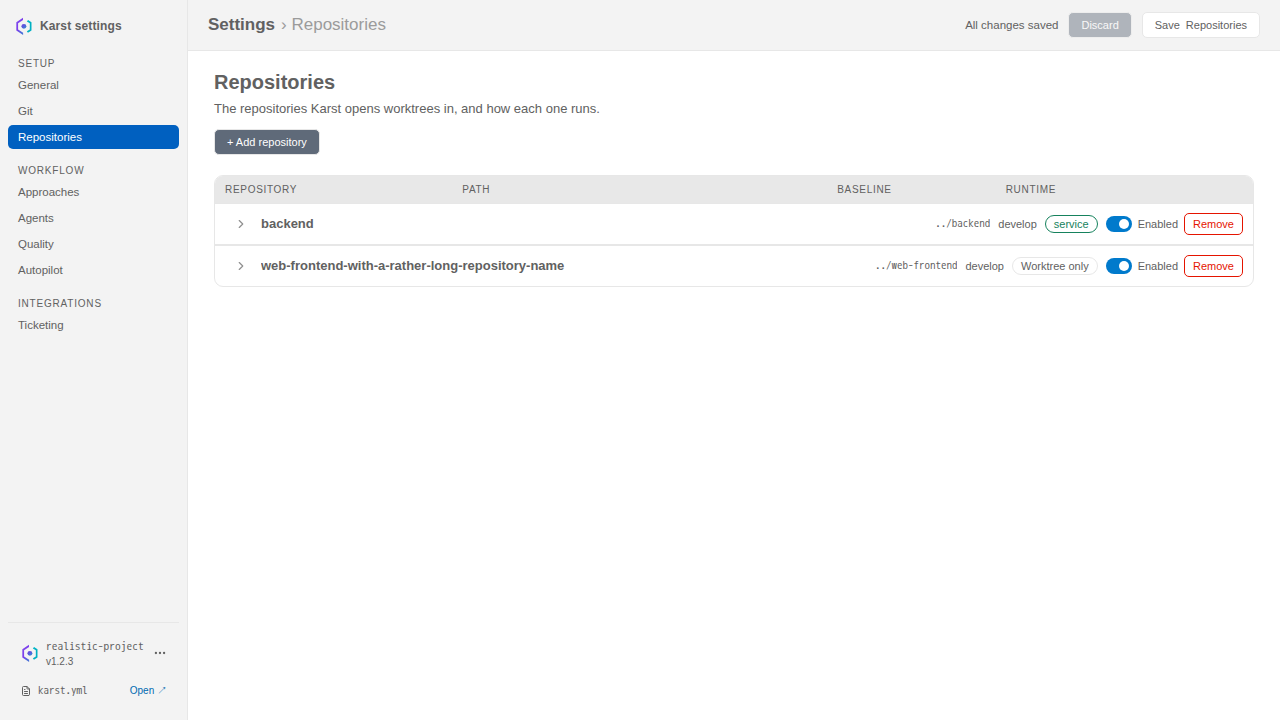 Karst settings
Settings › Repositories
All changes saved
Discard
Save Repositories
SETUP
General
Git
Repositories
WORKFLOW
Approaches
Agents
Quality
Autopilot
INTEGRATIONS
Ticketing
realistic-project
v1.2.3
karst.yml
Open ↗
Repositories
The repositories Karst opens worktrees in, and how each one runs.
+ Add repository
REPOSITORY PATH BASELINE RUNTIME
backend ../backend develop service Enabled Remove
web-frontend-with-a-rather-long-repository-name ../web-frontend develop Worktree only Enabled Remove